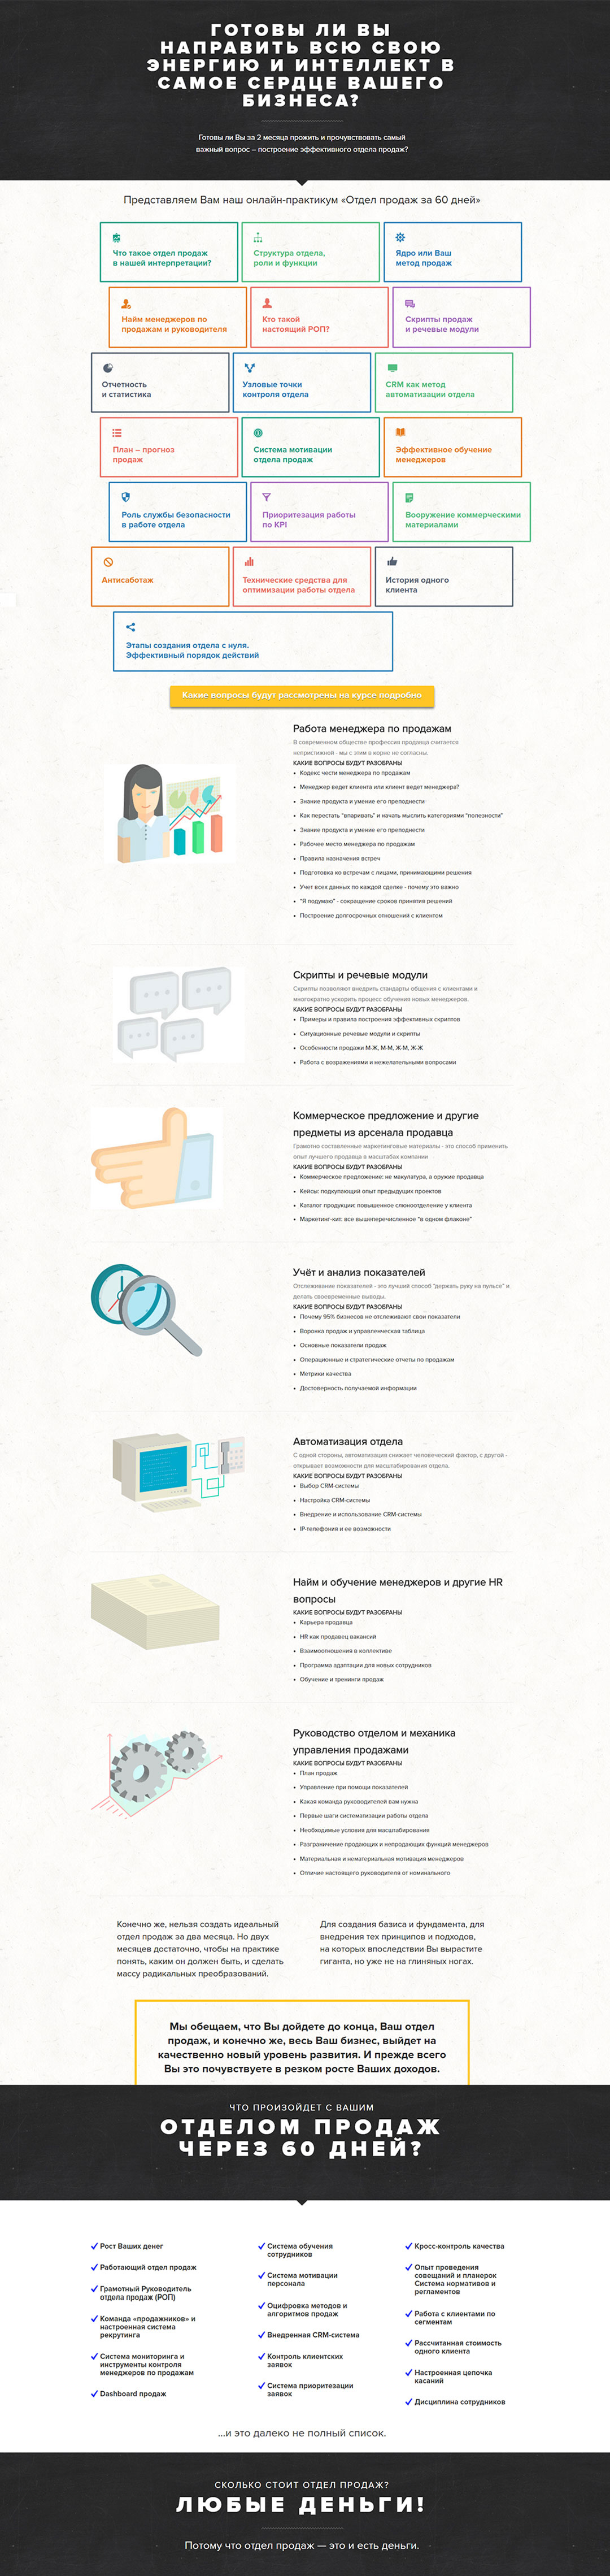 ГОТОВЫ ЛИ ВЫ
НАПРАВИТЬ ВСЮ СВОЮ
ЭНЕРГИЮ И ИНТЕЛЛЕКТ В
САМОЕ СЕРДЦЕ ВАШЕГО
БИЗНЕСА?
Готовы ли Вы за 2 месяца прожить и прочувствовать самый
важный вопрос – построение эффективного отдела продаж?
Представляем Вам наш онлайн-практикум «Отдел продаж за 60 дней»
Что такое отдел продаж
в нашей интерпретации?
Структура отдела,
роли и функции
Ядро или Ваш
метод продаж
Найм менеджеров по
продажам и руководителя
Кто такой
настоящий РОП?
Скрипты продаж
и речевые модули
Отчетность
и статистика
Узловые точки
контроля отдела
CRM как метод
автоматизации отдела
План – прогноз
продаж
Система мотивации
отдела продаж
Эффективное обучение
менеджеров
Роль службы безопасности
в работе отдела
Приоритезация работы
по KPI
Вооружение коммерческими
материалами
Антисаботаж
Технические средства для
оптимизации работы отдела
История одного
клиента
Этапы создания отдела с нуля.
Эффективный порядок действий
Какие вопросы будут рассмотрены на курсе подробно
Работа менеджера по продажам
В современном обществе профессия продавца считается
непристижной - мы с этим в корне не согласны.
КАКИЕ ВОПРОСЫ БУДУТ РАЗОБРАНЫ
• Кодекс чести менеджера по продажам
• Менеджер ведет клиента или клиент ведет менеджера?
• Знание продукта и умение его преподнести
• Как перестать "впаривать" и начать мыслить категориями "полезности"
• Знание продукта и умение его преподнести
• Рабочее место менеджера по продажам
• Правила назначения встреч
• Подготовка ко встречам с лицами, принимающими решения
• Учет всех данных по каждой сделке - почему это важно
• "Я подумаю" - сокращение сроков принятия решений
• Построение долгосрочных отношений с клиентом
Скрипты и речевые модули
Скрипты позволяют внедрить стандарты общения с клиентами и
многократно ускорить процесс обучения новых менеджеров.
КАКИЕ ВОПРОСЫ БУДУТ РАЗОБРАНЫ
• Примеры и правила построения эффективных скриптов
• Ситуационные речевые модули и скрипты
• Особенности продажи М-Ж, М-М, Ж-М, Ж-Ж
• Работа с возражениями и нежелательными вопросами
Коммерческое предложение и другие
предметы из арсенала продавца
Грамотно составленные маркетинговые материалы - это способ применить
опыт лучшего продавца в масштабах компании
КАКИЕ ВОПРОСЫ БУДУТ РАЗОБРАНЫ
• Коммерческое предложение: не макулатура, а оружие продавца
• Кейсы: подкупающий опыт предыдущих проектов
• Каталог продукции: повышенное слюноотделение у клиента
• Маркетинг-кит: все вышеперечисленное "в одном флаконе"
Учёт и анализ показателей
Отслеживание показателей - это лучший способ "держать руку на пульсе" и
делать своевременные выводы.
КАКИЕ ВОПРОСЫ БУДУТ РАЗОБРАНЫ
• Почему 95% бизнесов не отслеживают свои показатели
• Воронка продаж и управленческая таблица
• Основные показатели продаж
• Операционные и стратегические отчеты по продажам
• Метрики качества
• Достоверность получаемой информации
Автоматизация отдела
С одной стороны, автоматизация снижает человеческий фактор, с другой -
открывает возможности для масштабирования отдела.
КАКИЕ ВОПРОСЫ БУДУТ РАЗОБРАНЫ
• Выбор CRM-системы
• Настройка CRM-системы
• Внедрение и использование CRM-системы
• IP-телефония и ее возможности
Найм и обучение менеджеров и другие HR
вопросы
КАКИЕ ВОПРОСЫ БУДУТ РАЗОБРАНЫ
• Карьера продавца
• HR как продавец вакансий
• Взаимоотношения в коллективе
• Программа адаптации для новых сотрудников
• Обучение и тренинги продаж
Руководство отделом и механика
управления продажами
КАКИЕ ВОПРОСЫ БУДУТ РАЗОБРАНЫ
• План продаж
• Управление при помощи показателей
• Какая команда руководителей вам нужна
• Первые шаги систематизации работы отдела
• Необходимые условия для масштабирования
• Разграничение продающих и непродающих функций менеджеров
• Материальная и нематериальная мотивация менеджеров
• Отличие настоящего руководителя от номинального
Конечно же, нельзя создать идеальный
отдел продаж за два месяца. Но двух
месяцев достаточно, чтобы на практике
понять, каким он должен быть, и сделать
массу радикальных преобразований.
Для создания базиса и фундамента, для
внедрения тех принципов и подходов,
на которых впоследствии Вы вырастите
гиганта, но уже не на глиняных ногах.
Мы обещаем, что Вы дойдете до конца, Ваш отдел
продаж, и конечно же, весь Ваш бизнес, выйдет на
качественно новый уровень развития. И прежде всего
Вы это почувствуете в резком росте Ваших доходов.
ЧТО ПРОИЗОЙДЕТ С ВАШИМ
ОТДЕЛОМ ПРОДАЖ
ЧЕРЕЗ 60 ДНЕЙ?
Рост Ваших денег
Работающий отдел продаж
Грамотный Руководитель
отдела продаж (РОП)
Команда «продажников» и
настроенная система
рекрутинга
Система мониторинга и
инструменты контроля
менеджеров по продажам
Dashboard продаж
Система обучения
сотрудников
Система мотивации
персонала
Оцифровка методов и
алгоритмов продаж
Внедренная CRM-система
Контроль клиентских
заявок
Система приоритезации
заявок
Кросс-контроль качества
Опыт проведения
совещаний и планерок
Система нормативов и
регламентов
Работа с клиентами по
сегментам
Рассчитанная стоимость
одного клиента
Настроенная цепочка
касаний
Дисциплина сотрудников
...и это далеко не полный список.
СКОЛЬКО СТОИТ ОТДЕЛ ПРОДАЖ?
ЛЮБЫЕ ДЕНЬГИ!
Потому что отдел продаж — это и есть деньги.